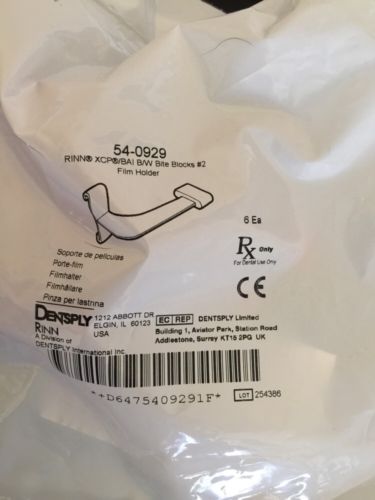 54-0929
RINN® XCP®/BAI B/W Bite Blocks #2
Film Holder
6 Ea
Soporte de películas
Porte-film
Filmhalter
Filmhållare
Pinza per lastrina
Rx Only
For Dental Use Only
CE
DENTSPLY
RINN
A Division of
DENTSPLY International Inc.
1212 ABBOTT DR
ELGIN, IL 60123
USA
EC REP DENTSPLY Limited
Building 1, Aviator Park, Station Road
Addlestone, Surrey KT15 2PG UK
*+D6475409291F*
LOT 254386